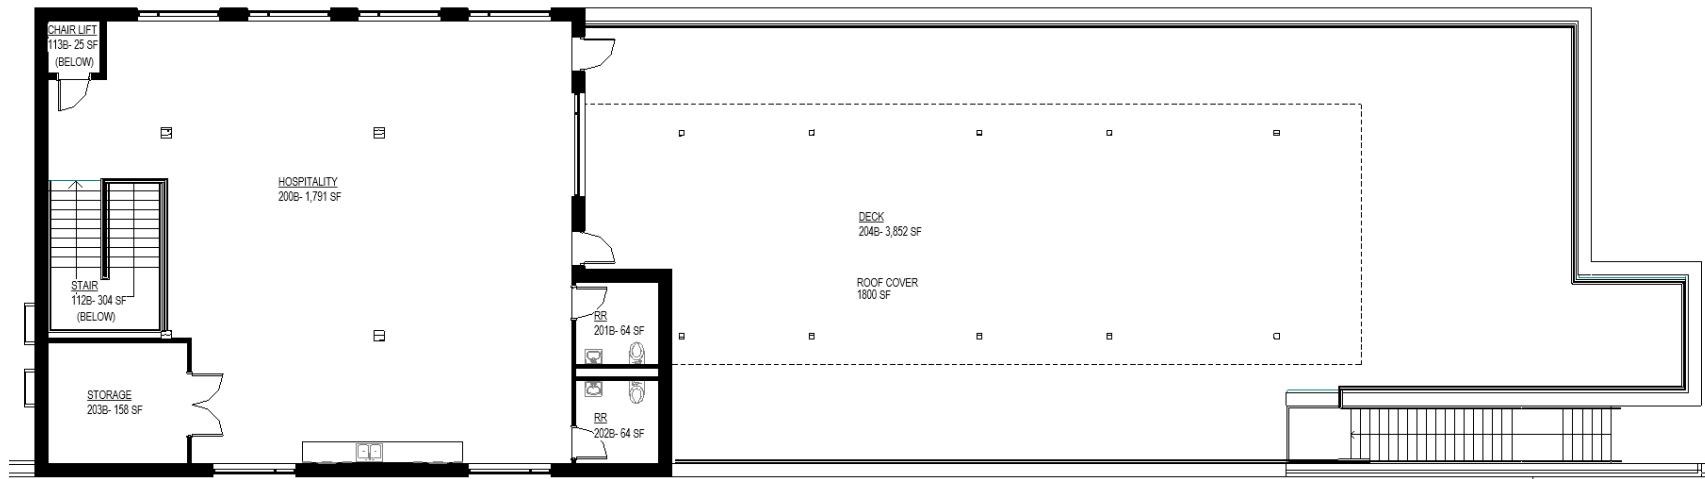 CHAIR LIFT
113B- 25 SF
(BELOW)
HOSPITALITY
200B- 1,791 SF
DECK
204B- 3,852 SF
ROOF COVER
1800 SF
STAIR
112B- 304 SF
(BELOW)
RR
201B- 64 SF
STORAGE
203B- 158 SF
RR
202B- 64 SF